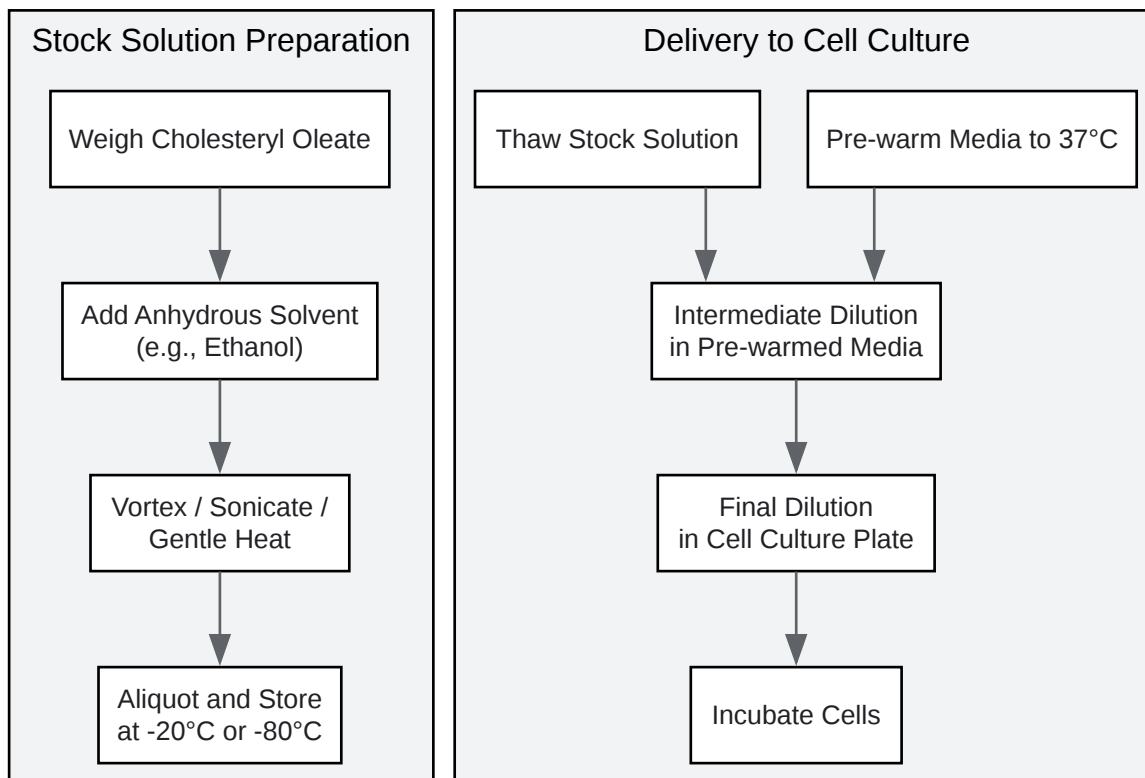 Stock Solution Preparation
Weigh Cholesteryl Oleate
Add Anhydrous Solvent
(e.g., Ethanol)
Vortex / Sonicate /
Gentle Heat
Aliquot and Store
at -20°C or -80°C
Delivery to Cell Culture
Thaw Stock Solution
Pre-warm Media to 37°C
Intermediate Dilution
in Pre-warmed Media
Final Dilution
in Cell Culture Plate
Incubate Cells